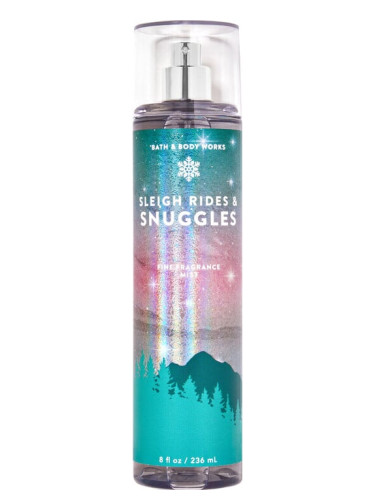 BATH & BODY WORKS
SLEIGH RIDES &
SNUGGLES
FINE FRAGRANCE
MIST
8 fl oz / 236 mL